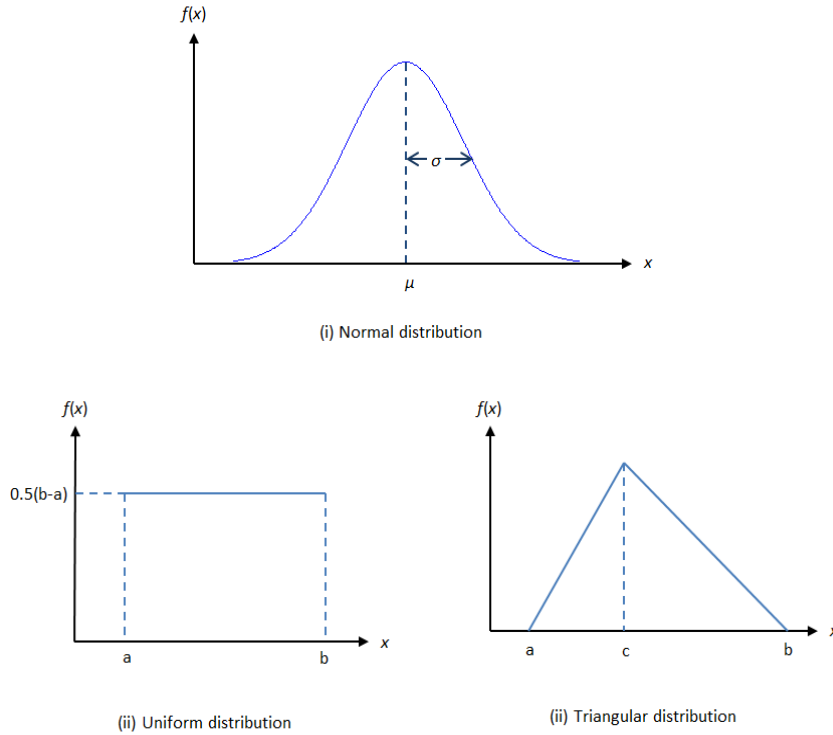 f(x)
σ
x
μ
(i) Normal distribution
f(x)
0.5(b-a)
a
b
x
(ii) Uniform distribution
f(x)
a
c
b
x
(ii) Triangular distribution